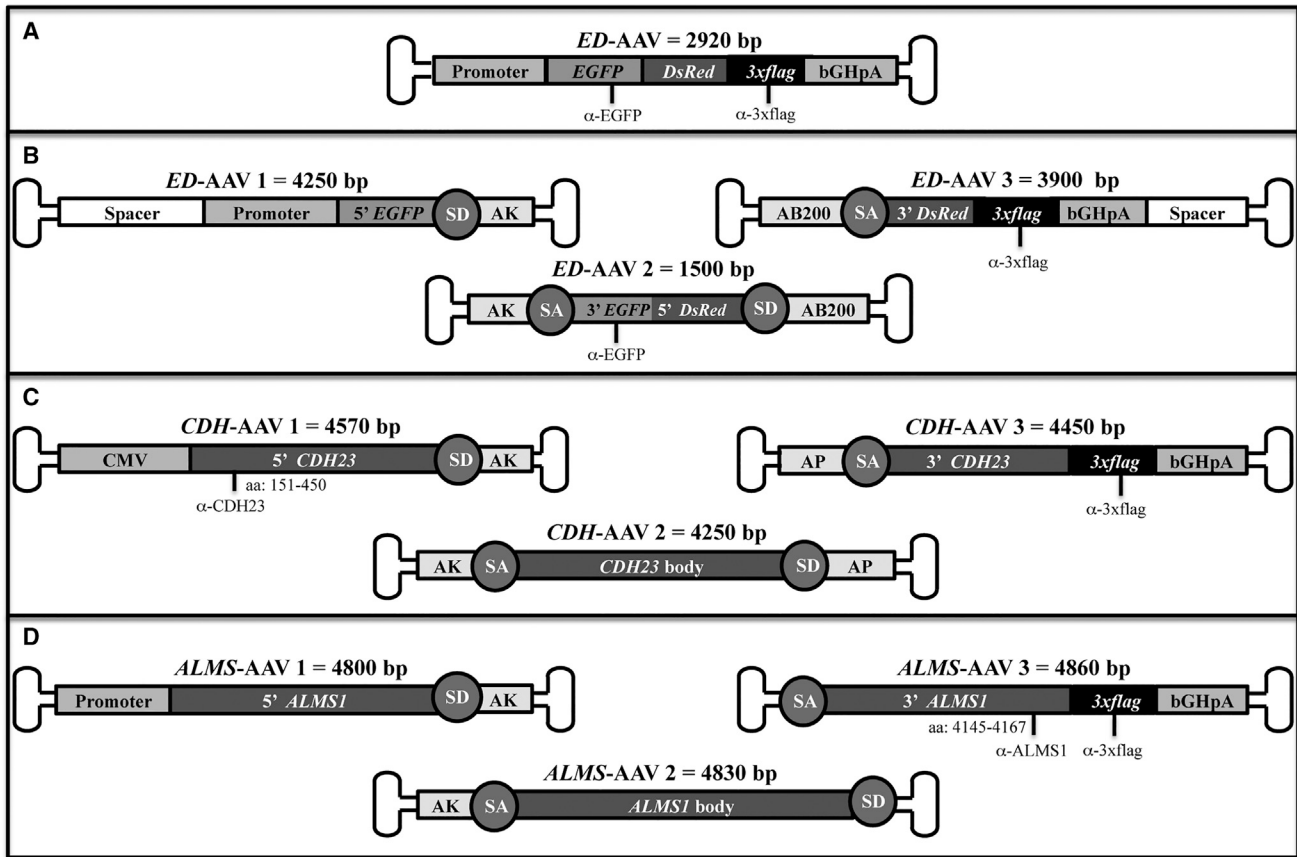 A
ED-AAV = 2920 bp
Promoter EGFP DsRed 3xflag bGHpA
α-EGFP α-3xflag
B
ED-AAV 1 = 4250 bp
Spacer Promoter 5’ EGFP SD AK
ED-AAV 3 = 3900 bp
AB200 SA 3’ DsRed 3xflag bGHpA Spacer
α-3xflag
ED-AAV 2 = 1500 bp
AK SA 3’ EGFP 5’ DsRed SD AB200
α-EGFP
C
CDH-AAV 1 = 4570 bp
CMV 5’ CDH23 SD AK
aa: 151-450
α-CDH23
CDH-AAV 3 = 4450 bp
AP SA 3’ CDH23 3xflag bGHpA
α-3xflag
CDH-AAV 2 = 4250 bp
AK SA CDH23 body SD AP
D
ALMS-AAV 1 = 4800 bp
Promoter 5’ ALMS1 SD AK
ALMS-AAV 3 = 4860 bp
SA 3’ ALMS1 3xflag bGHpA
aa: 4145-4167
α-ALMS1 α-3xflag
ALMS-AAV 2 = 4830 bp
AK SA ALMS1 body SD